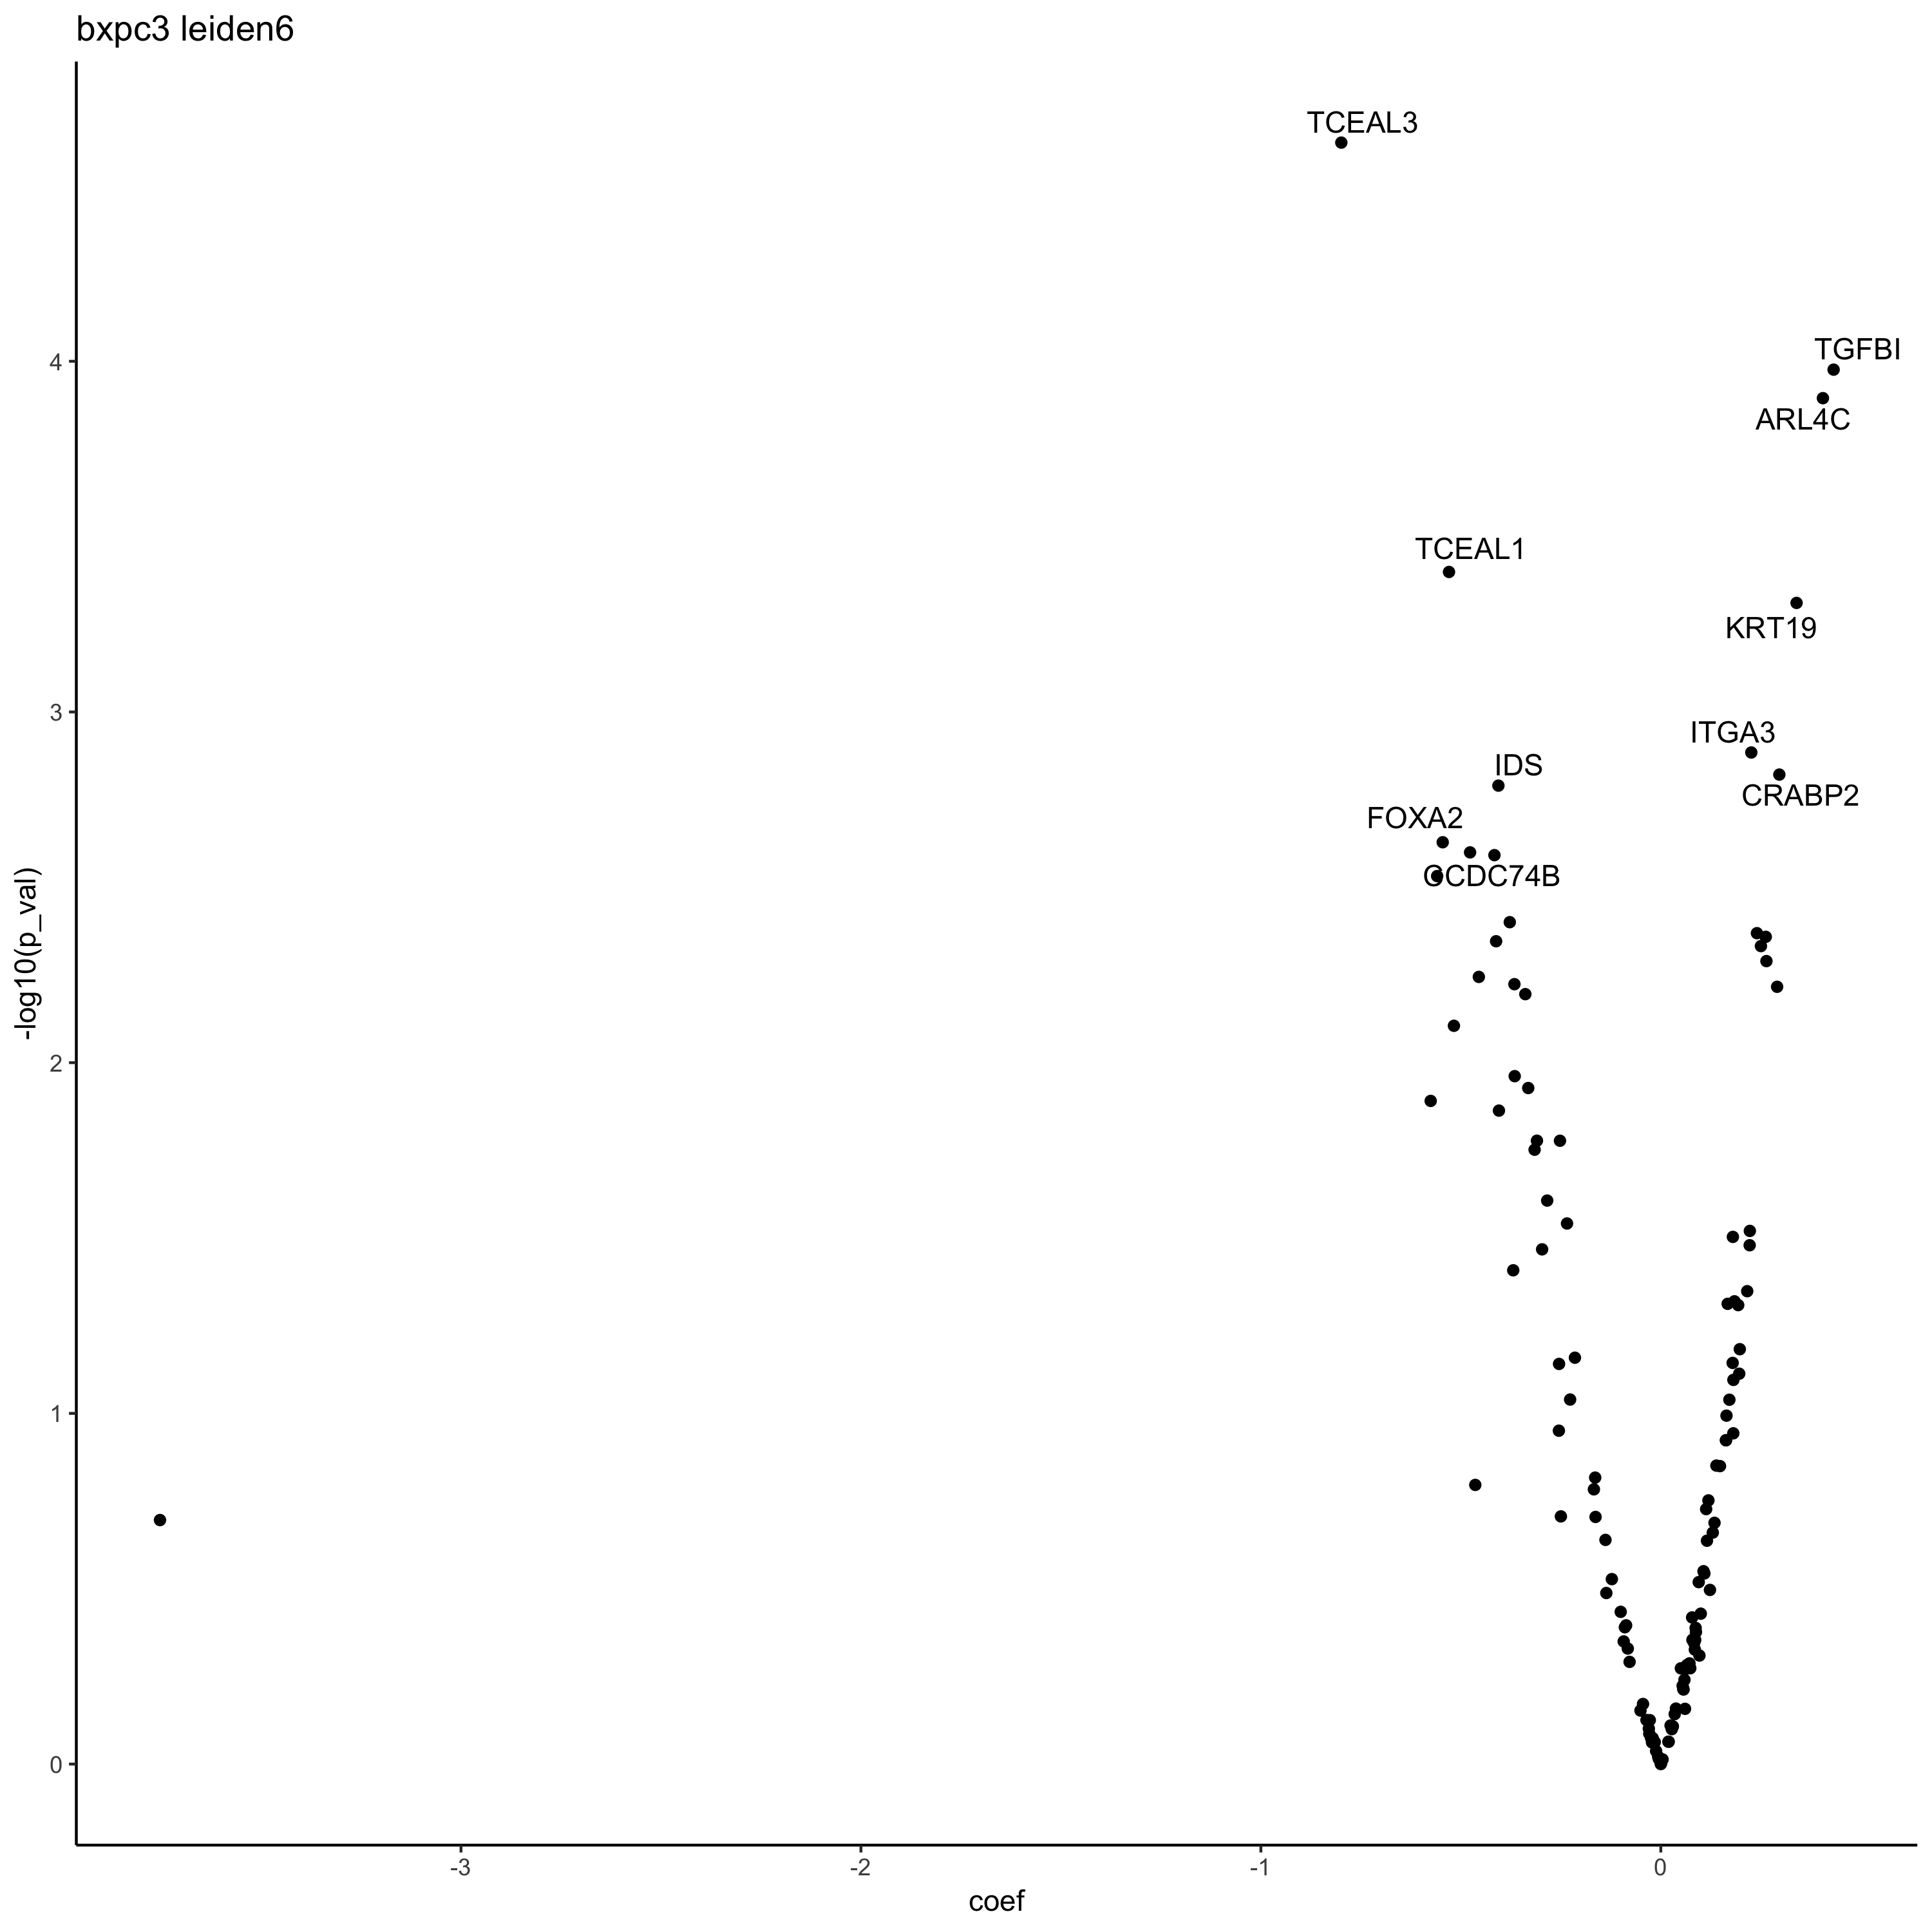 bxpc3 leiden6
TCEAL3
TGFBI
ARL4C
TCEAL1
KRT19
ITGA3
IDS
CRABP2
FOXA2
CCDC74B
4
3
2
1
0
-log10(p_val)
-3
-2
-1
0
coef